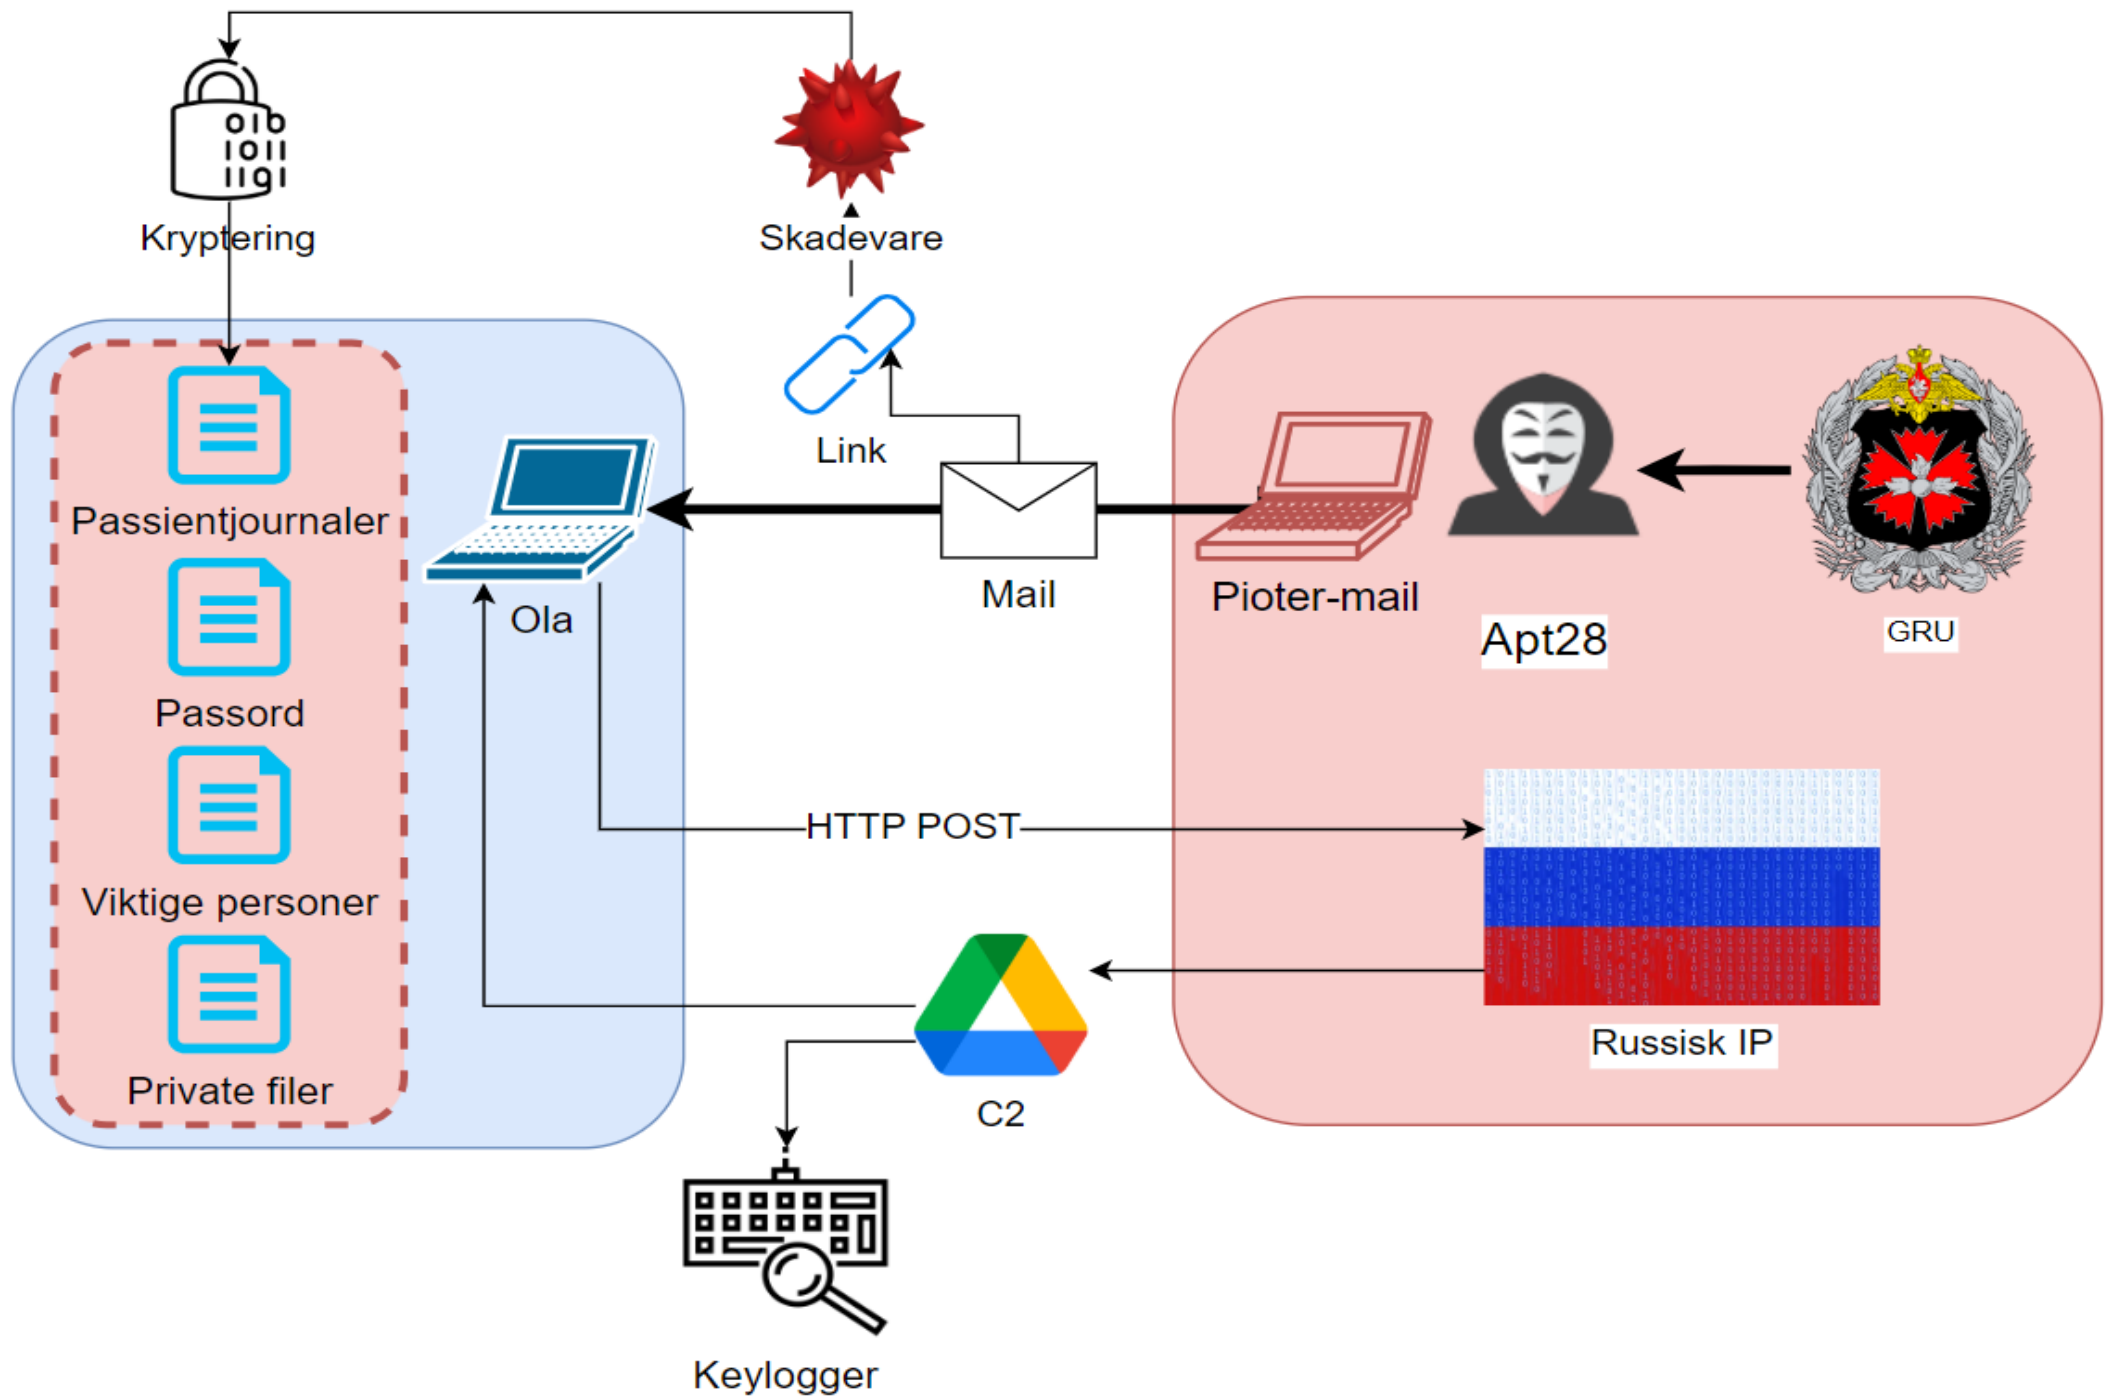 Kryptering
Skadevare
Link
Mail
Pioter-mail
Apt28
GRU
Passientjournaler
Ola
Passord
Viktige personer
Private filer
HTTP POST
Russisk IP
C2
Keylogger